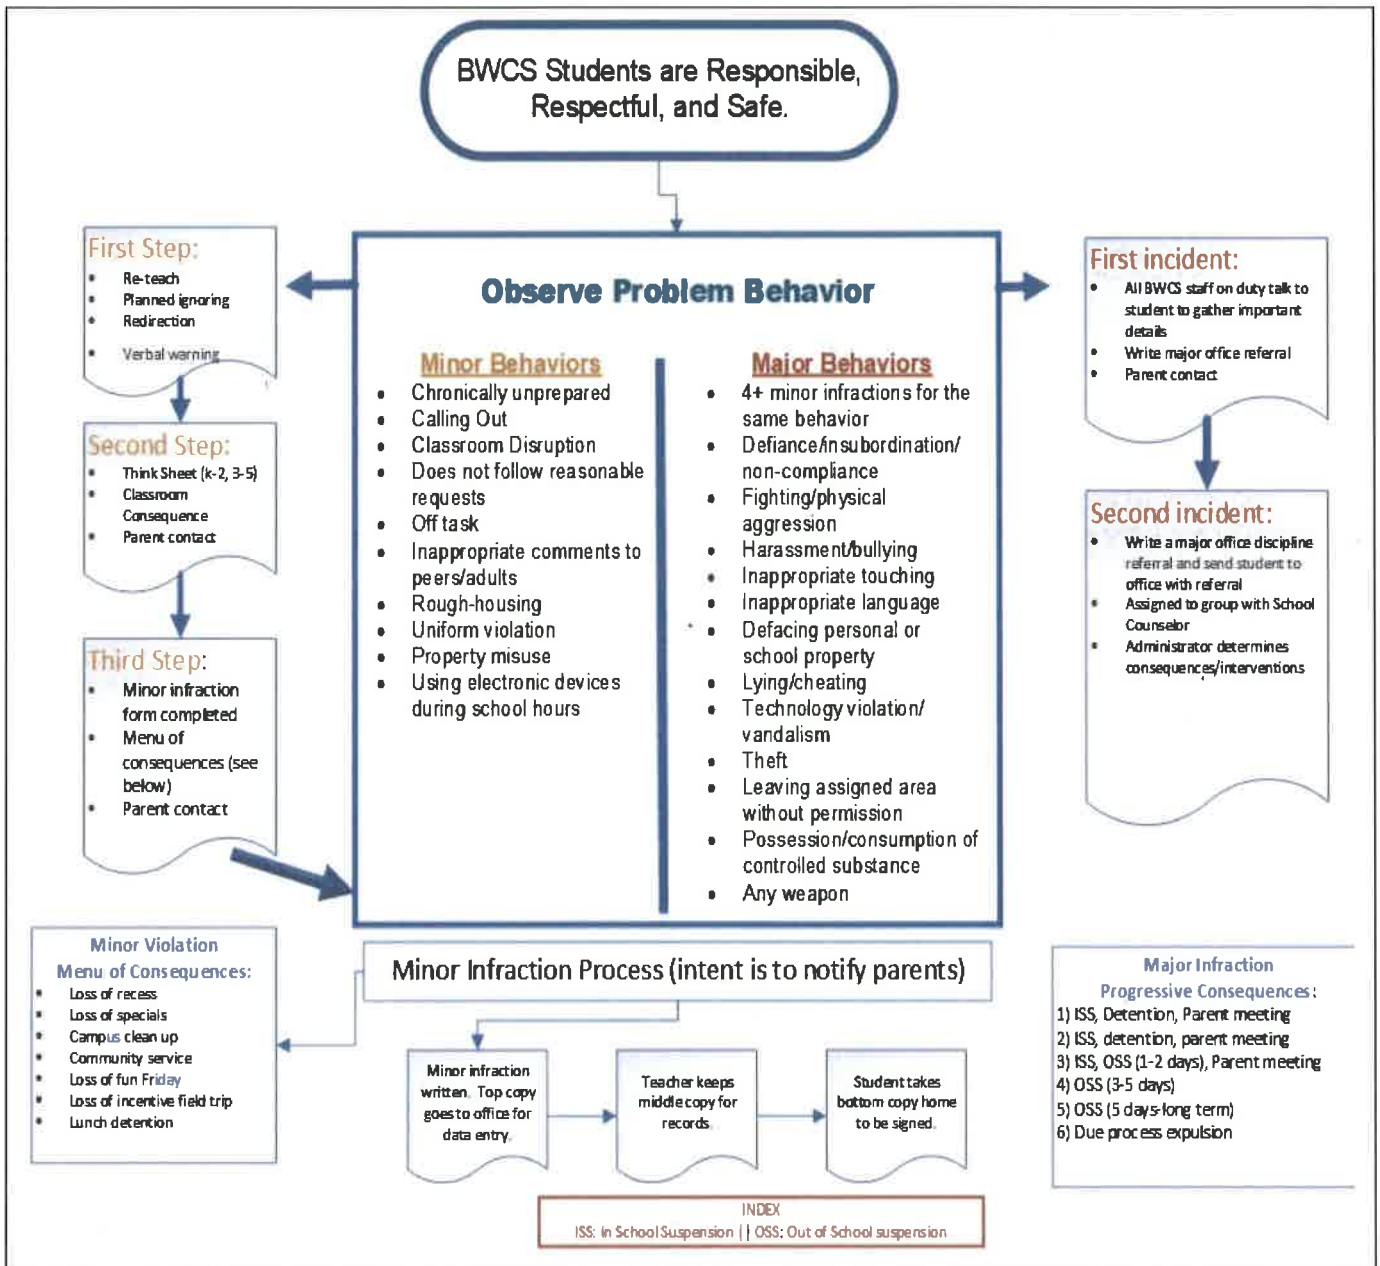 BWCS Students are Responsible,
Respectful, and Safe.
First Step:
• Re-teach
• Planned ignoring
• Redirection
• Verbal warning
Second Step:
• Think Sheet (k-2, 3-5)
• Classroom
Consequence
• Parent contact
Third Step:
• Minor infraction
form completed
• Menu of
consequences (see
below)
• Parent contact
Observe Problem Behavior
Minor Behaviors
• Chronically unprepared
• Calling Out
• Classroom Disruption
• Does not follow reasonable
requests
• Off task
• Inappropriate comments to
peers/adults
• Rough-housing
• Uniform violation
• Property misuse
• Using electronic devices
during school hours
Major Behaviors
• 4+ minor infractions for the
same behavior
• Defiance/insubordination/
non-compliance
• Fighting/physical
aggression
• Harassment/bullying
• Inappropriate touching
• Inappropriate language
• Defacing personal or
school property
• Lying/cheating
• Technology violation/
vandalism
• Theft
• Leaving assigned area
without permission
• Possession/consumption of
controlled substance
• Any weapon
First incident:
• All BWCS staff on duty talk to
student to gather important
details
• Write major office referral
• Parent contact
Second incident:
• Write a major office discipline
referral and send student to
office with referral
• Assigned to group with School
Counselor
• Administrator determines
consequences/interventions
Minor Violation
Menu of Consequences:
• Loss of recess
• Loss of specials
• Campus clean up
• Community service
• Loss of fun Friday
• Loss of incentive field trip
• Lunch detention
Minor Infraction Process (intent is to notify parents)
Minor infraction
written. Top copy
goes to office for
data entry.
Teacher keeps
middle copy for
records.
Student takes
bottom copy home
to be signed.
Major Infraction
Progressive Consequences:
1) ISS, Detention, Parent meeting
2) ISS, detention, parent meeting
3) ISS, OSS (1-2 days), Parent meeting
4) OSS (3-5 days)
5) OSS (5 days-long term)
6) Due process expulsion
INDEX
ISS: In School Suspension || OSS: Out of School suspension